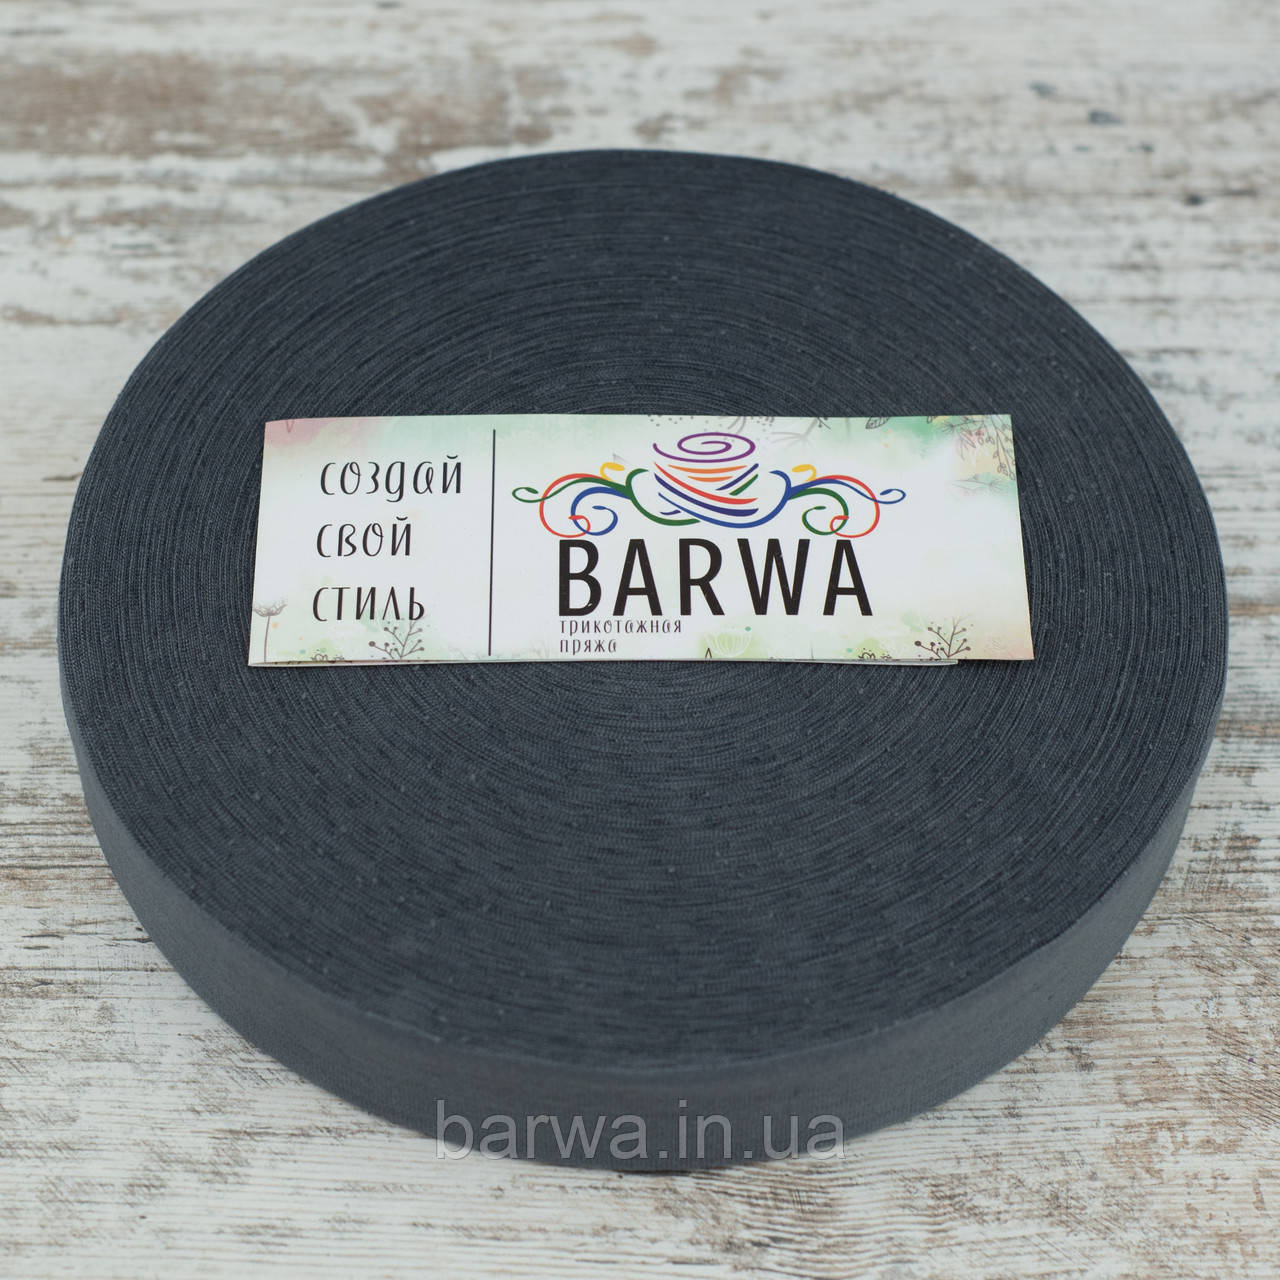 создай
свой
стиль
BARWA
трикотажная
пряжа
barwa.in.ua